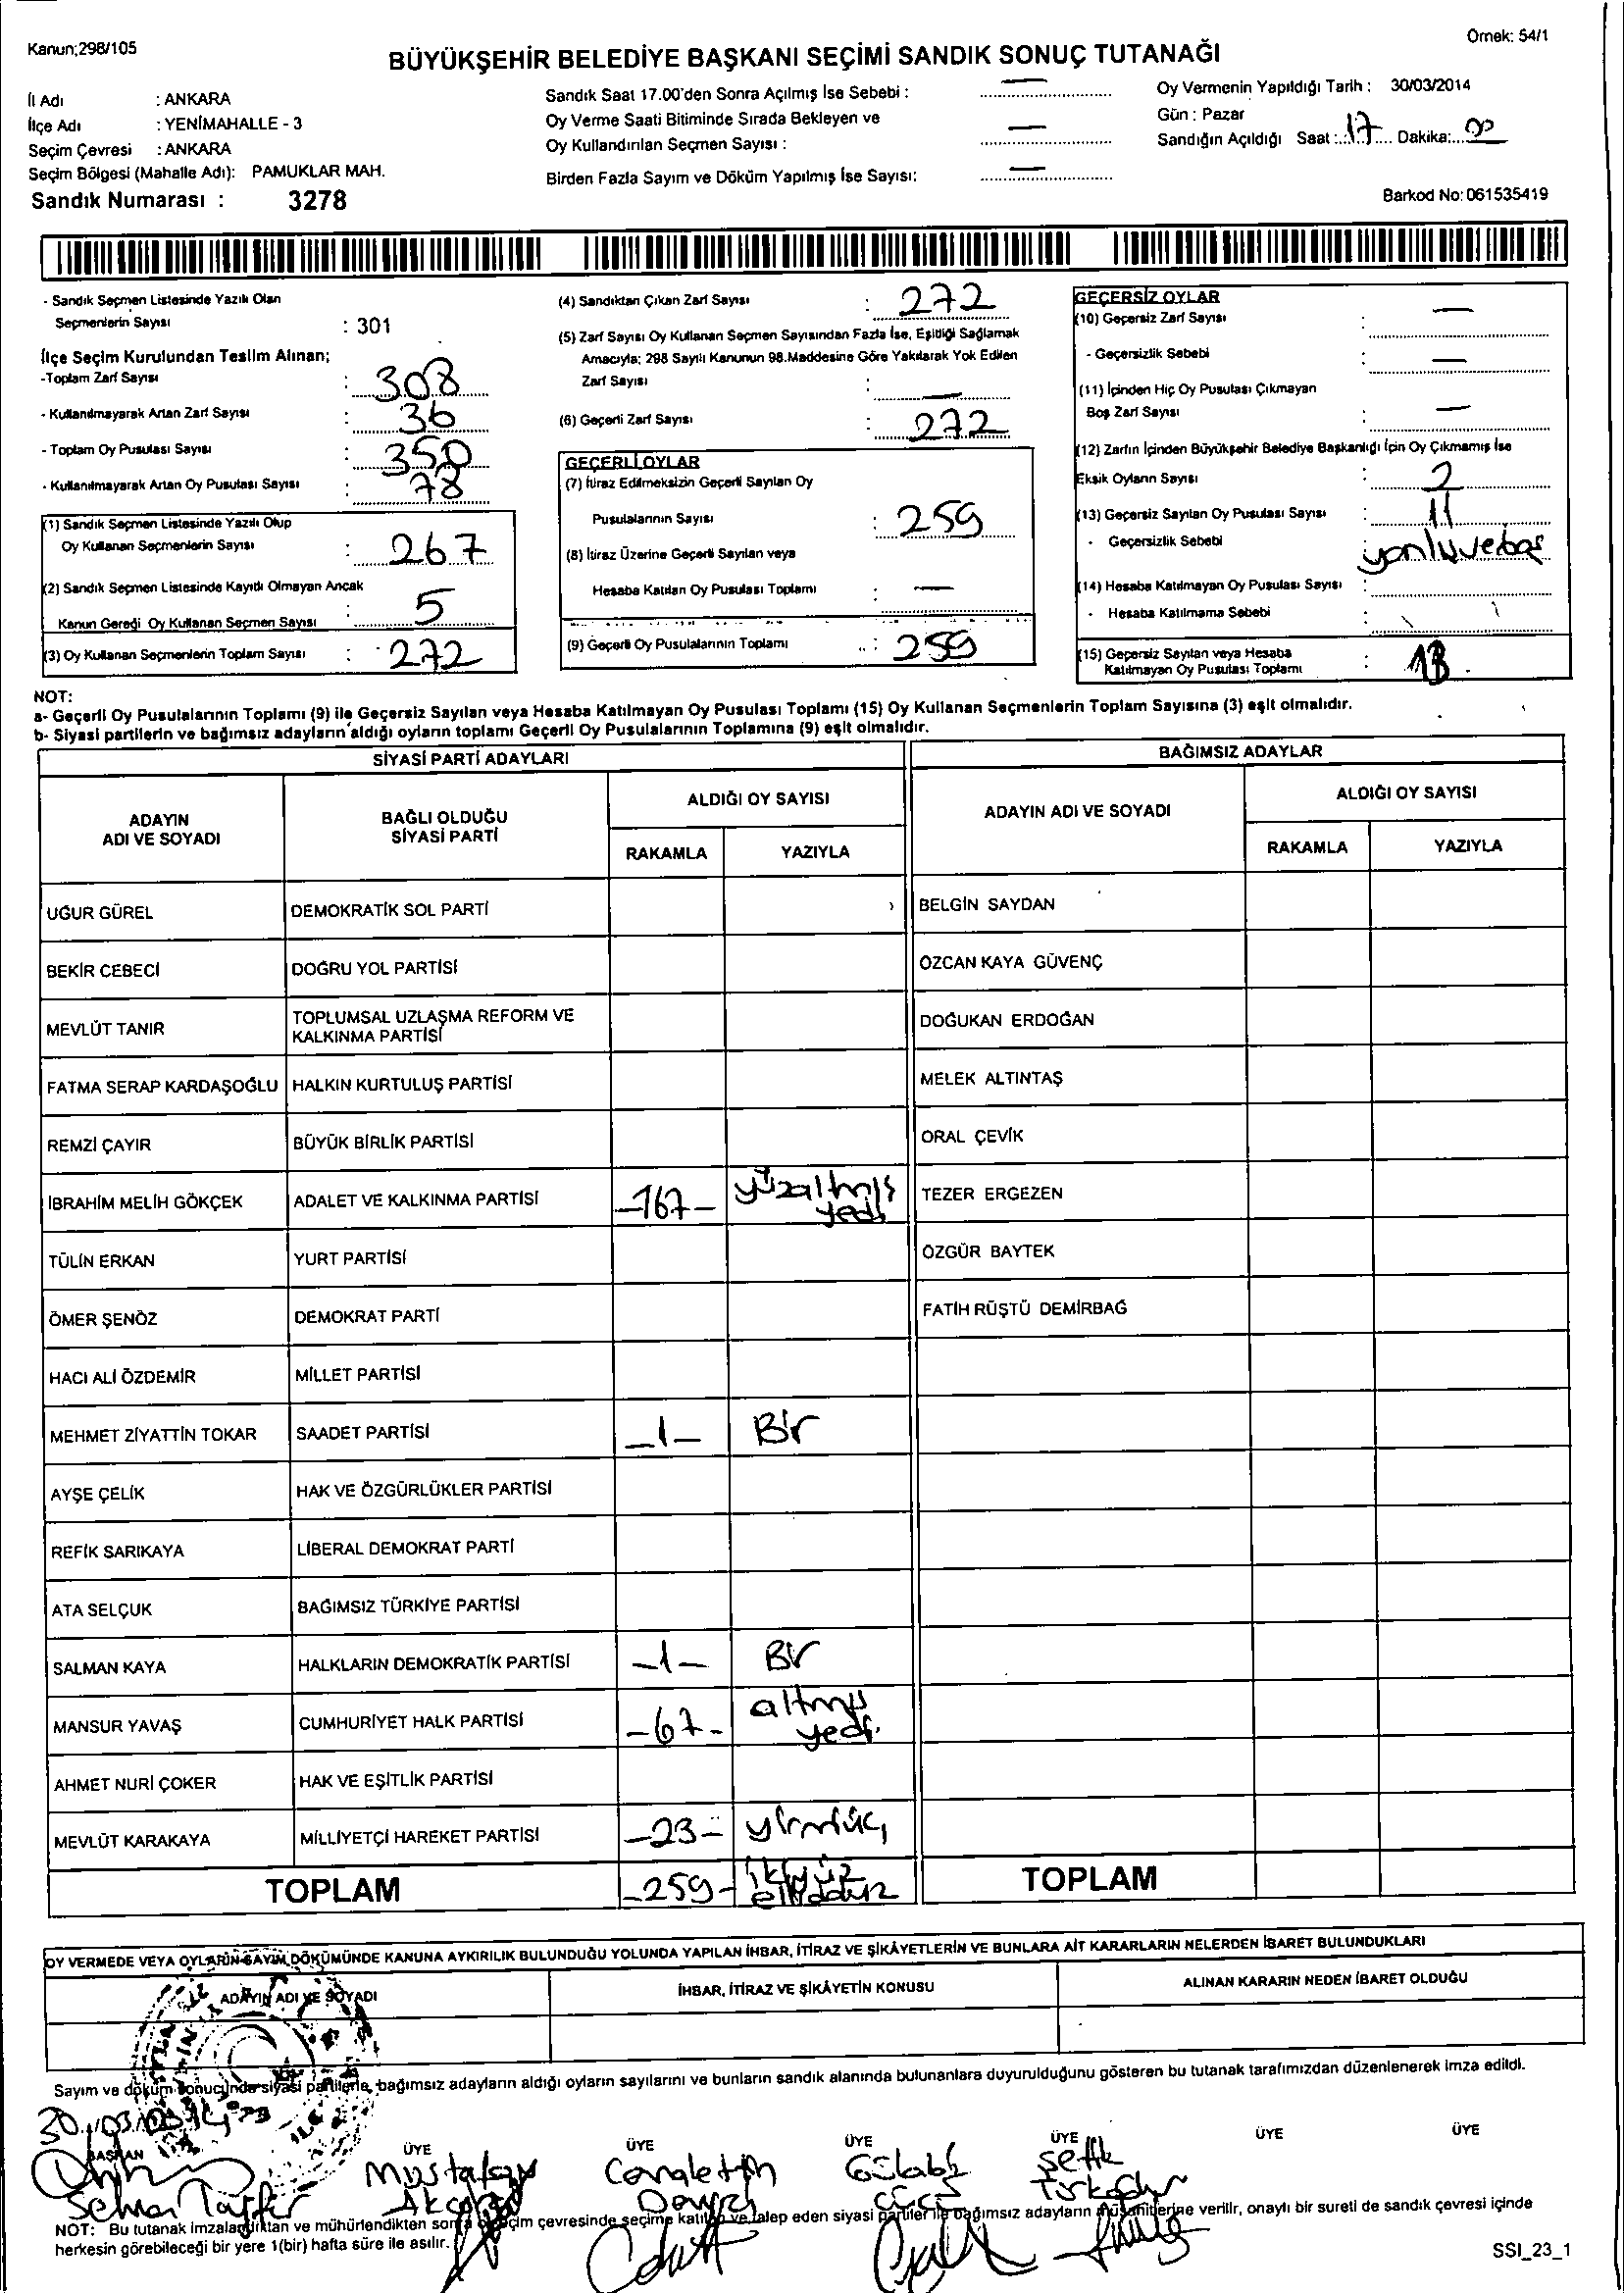 Kanun;298/105
Örnek: 54/1
BÜYÜKŞEHİR BELEDİYE BAŞKANI SEÇİMİ SANDIK SONUÇ TUTANAĞI
İl Adı : ANKARA
İlçe Adı : YENİMAHALLE - 3
Seçim Çevresi : ANKARA
Seçim Bölgesi (Mahalle Adı): PAMUKLAR MAH.
Sandık Numarası : 3278
Sandık Saat 17.00'den Sonra Açılmış İse Sebebi : —
Oy Verme Saati Bitiminde Sırada Bekleyen ve
Oy Kullandırılan Seçmen Sayısı : —
Birden Fazla Sayım ve Döküm Yapılmış İse Sayısı: —
Oy Vermenin Yapıldığı Tarih : 30/03/2014
Gün : Pazar
Sandığın Açıldığı Saat : 17 Dakika: 00
Barkod No: 061535419
- Sandık Seçmen Listesinde Yazılı Olan
Seçmenlerin Sayısı : 301
İlçe Seçim Kurulundan Teslim Alınan;
-Toplam Zarf Sayısı : 308
- Kullanılmayarak Artan Zarf Sayısı : 36
- Toplam Oy Pusulası Sayısı : 350
- Kullanılmayarak Artan Oy Pusulası Sayısı : 78
(1) Sandık Seçmen Listesinde Yazılı Olup
Oy Kullanan Seçmenlerin Sayısı : 267
(2) Sandık Seçmen Listesinde Kayıtlı Olmayan Ancak
Kanun Gereği Oy Kullanan Seçmen Sayısı : 5
(3) Oy Kullanan Seçmenlerin Toplam Sayısı : 272
(4) Sandıktan Çıkan Zarf Sayısı : 272
(5) Zarf Sayısı Oy Kullanan Seçmen Sayısından Fazla İse, Eşitliği Sağlamak
Amacıyla; 298 Sayılı Kanunun 98.Maddesine Göre Yakılarak Yok Edilen
Zarf Sayısı : —
(6) Geçerli Zarf Sayısı : 272
GEÇERLİ OYLAR
(7) İtiraz Edilmeksizin Geçerli Sayılan Oy
Pusulalarının Sayısı : 259
(8) İtiraz Üzerine Geçerli Sayılan veya
Hesaba Katılan Oy Pusulası Toplamı : —
(9) Geçerli Oy Pusulalarının Toplamı : 259
GEÇERSİZ OYLAR
(10) Geçersiz Zarf Sayısı : —
- Geçersizlik Sebebi : —
(11) İçinden Hiç Oy Pusulası Çıkmayan
Boş Zarf Sayısı : —
(12) Zarfın İçinden Büyükşehir Belediye Başkanlığı İçin Oy Çıkmamış İse
Eksik Oyların Sayısı : 2
(13) Geçersiz Sayılan Oy Pusulası Sayısı : 11
- Geçersizlik Sebebi : yanlış ve boş
(14) Hesaba Katılmayan Oy Pusulası Sayısı :
- Hesaba Katılmama Sebebi :
(15) Geçersiz Sayılan veya Hesaba
Katılmayan Oy Pusulası Toplamı : 13
NOT:
a- Geçerli Oy Pusulalarının Toplamı (9) ile Geçersiz Sayılan veya Hesaba Katılmayan Oy Pusulası Toplamı (15) Oy Kullanan Seçmenlerin Toplam Sayısına (3) eşit olmalıdır.
b- Siyasi partilerin ve bağımsız adayların aldığı oyların toplamı Geçerli Oy Pusulalarının Toplamına (9) eşit olmalıdır.
SİYASİ PARTİ ADAYLARI BAĞIMSIZ ADAYLAR
ADAYIN ADI VE SOYADI BAĞLI OLDUĞU SİYASİ PARTİ ALDIĞI OY SAYISI RAKAMLA YAZIYLA ADAYIN ADI VE SOYADI ALDIĞI OY SAYISI RAKAMLA YAZIYLA
UĞUR GÜREL DEMOKRATİK SOL PARTİ BELGİN SAYDAN
BEKİR CEBECİ DOĞRU YOL PARTİSİ ÖZCAN KAYA GÜVENÇ
MEVLÜT TANIR TOPLUMSAL UZLAŞMA REFORM VE KALKINMA PARTİSİ DOĞUKAN ERDOĞAN
FATMA SERAP KARDAŞOĞLU HALKIN KURTULUŞ PARTİSİ MELEK ALTINTAŞ
REMZİ ÇAYIR BÜYÜK BİRLİK PARTİSİ ORAL ÇEVİK
İBRAHİM MELİH GÖKÇEK ADALET VE KALKINMA PARTİSİ -167- yüzaltmış yedi TEZER ERGEZEN
TÜLİN ERKAN YURT PARTİSİ ÖZGÜR BAYTEK
ÖMER ŞENÖZ DEMOKRAT PARTİ FATİH RÜŞTÜ DEMİRBAĞ
HACI ALİ ÖZDEMİR MİLLET PARTİSİ
MEHMET ZİYATTİN TOKAR SAADET PARTİSİ -1- Bir
AYŞE ÇELİK HAK VE ÖZGÜRLÜKLER PARTİSİ
REFİK SARIKAYA LİBERAL DEMOKRAT PARTİ
ATA SELÇUK BAĞIMSIZ TÜRKİYE PARTİSİ
SALMAN KAYA HALKLARIN DEMOKRATİK PARTİSİ -1- Bir
MANSUR YAVAŞ CUMHURİYET HALK PARTİSİ -67- altmış yedi.
AHMET NURİ ÇOKER HAK VE EŞİTLİK PARTİSİ
MEVLÜT KARAKAYA MİLLİYETÇİ HAREKET PARTİSİ -23- yirmiüç
TOPLAM -259- ikiyüz ellidokuz TOPLAM
OY VERMEDE VEYA OYLARIN SAYIM DÖKÜMÜNDE KANUNA AYKIRILIK BULUNDUĞU YOLUNDA YAPILAN İHBAR, İTİRAZ VE ŞİKÂYETLERİN VE BUNLARA AİT KARARLARIN NELERDEN İBARET BULUNDUKLARI
ADAYIN ADI VE SOYADI İHBAR, İTİRAZ VE ŞİKÂYETİN KONUSU ALINAN KARARIN NEDEN İBARET OLDUĞU
Sayım ve döküm sonucunda siyasi partilerle, bağımsız adayların aldığı oyların sayılarını ve bunların sandık alanında bulunanlara duyurulduğunu gösteren bu tutanak tarafımızdan düzenlenerek imza edildi.
BAŞKAN ÜYE ÜYE ÜYE ÜYE ÜYE ÜYE
Mustafa Şefik
NOT: Bu tutanak imzalandıktan ve mühürlendikten sonra seçim çevresinde seçime katılan ve talep eden siyasi partiler ile bağımsız adayların müşahitlerine verilir, onaylı bir sureti de sandık çevresi içinde
herkesin görebileceği bir yere 1(bir) hafta süre ile asılır.
SSI_23_1